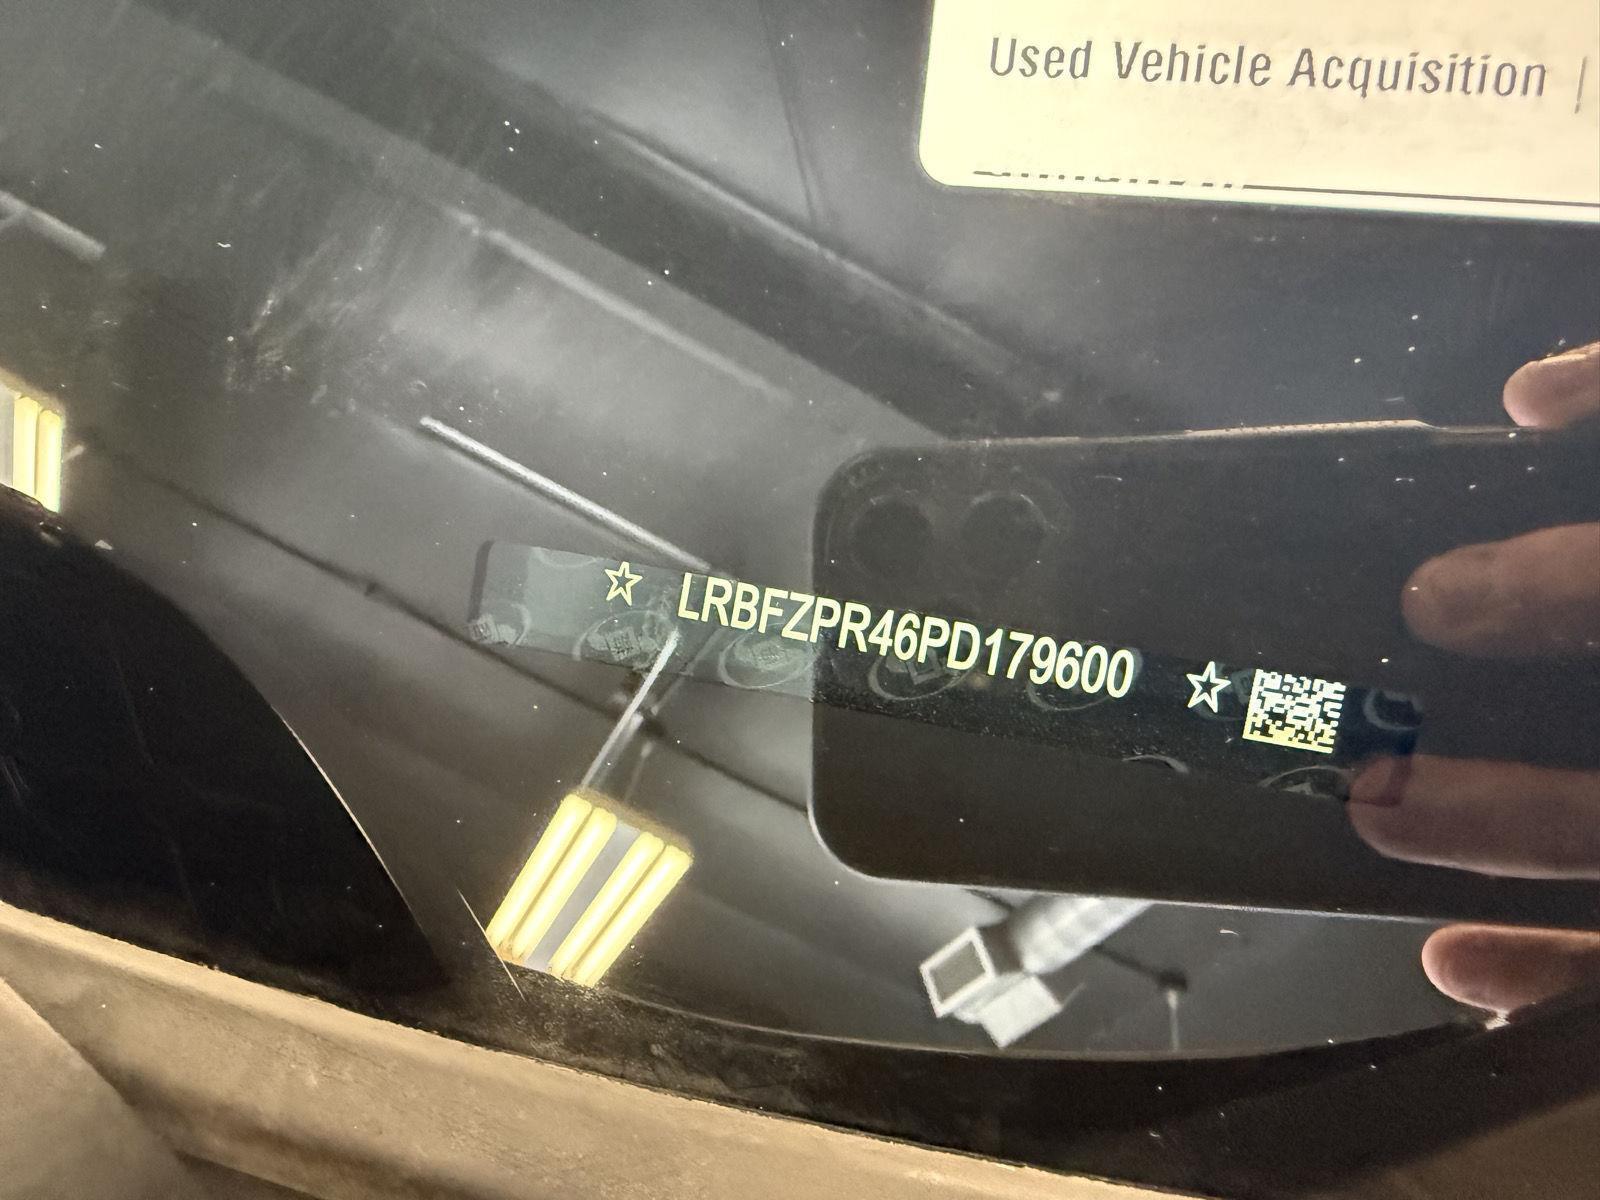 Used Vehicle Acquisition |
☆ LRBFZPR46PD179600 ☆